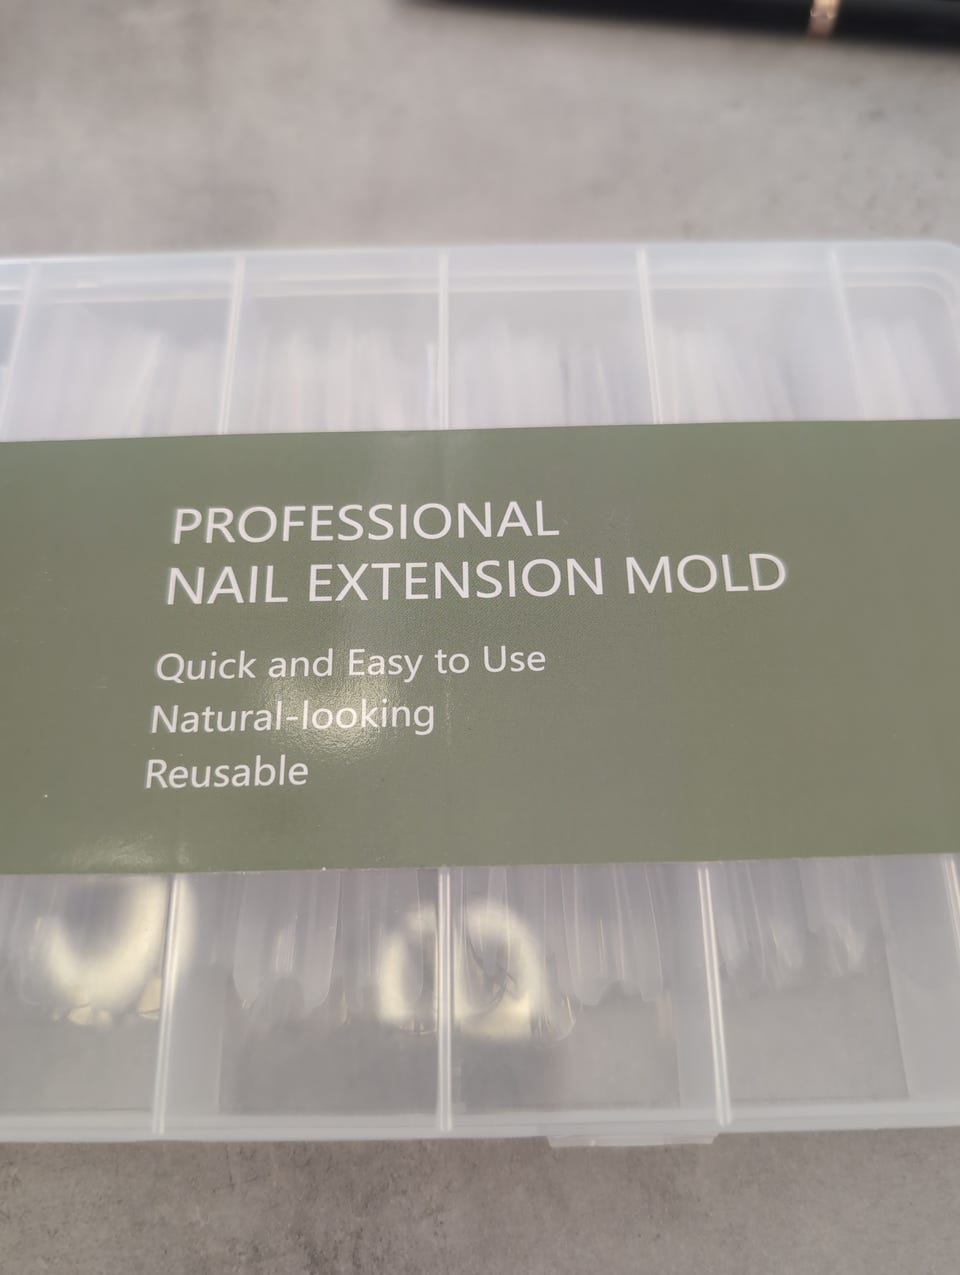 PROFESSIONAL
NAIL EXTENSION MOLD
Quick and Easy to Use
Natural-looking
Reusable